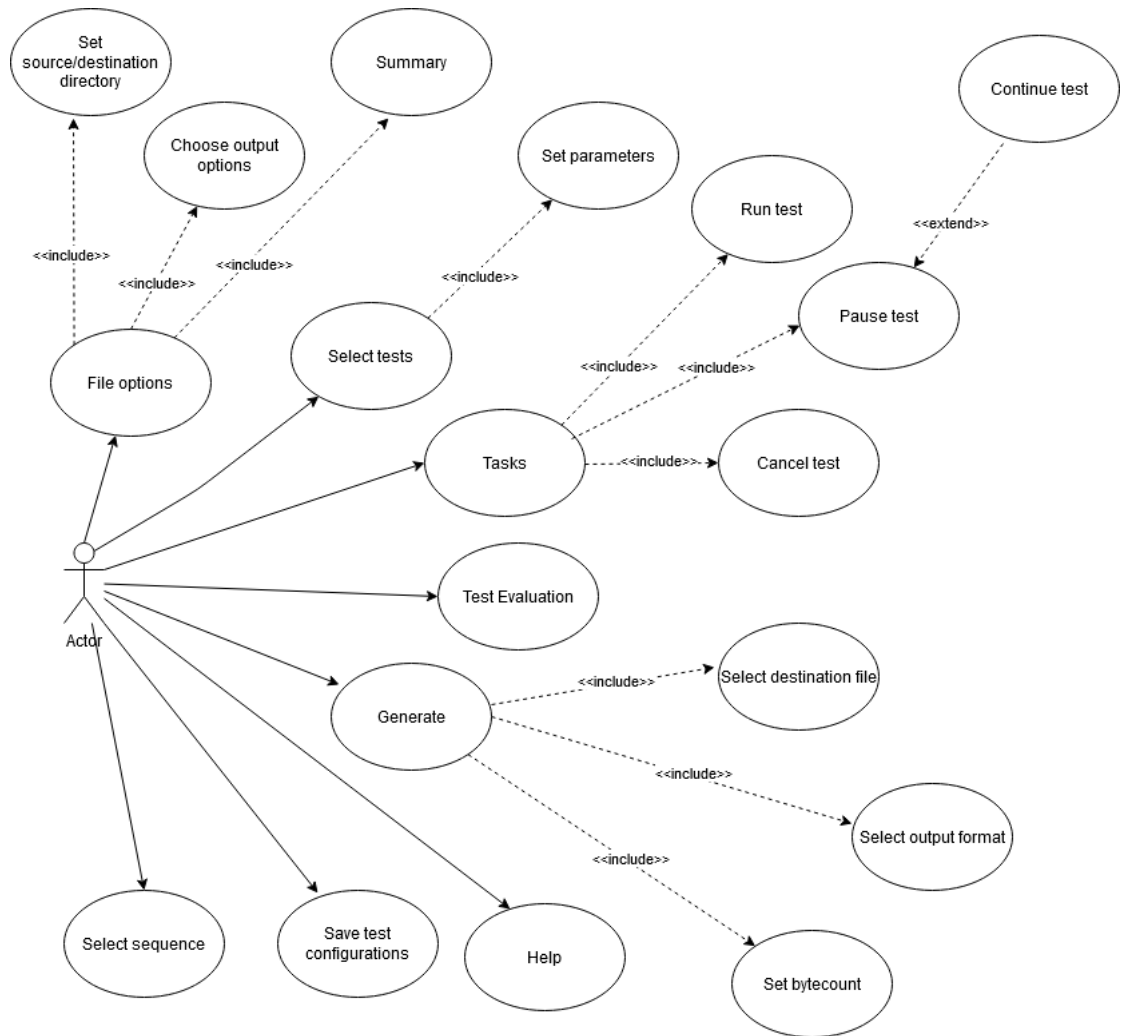 Set
source/destination
directory
Summary
Continue test
Choose output
options
Set parameters
Run test
<<extend>>
<<include>>
<<include>>
<<include>>
<<include>>
Pause test
Select tests
File options
<<include>>
<<include>>
Tasks
<<include>>
Cancel test
Test Evaluation
Actor
Select destination file
<<include>>
Generate
<<include>>
Select output format
<<include>>
Select sequence
Save test
configurations
Help
Set bytecount